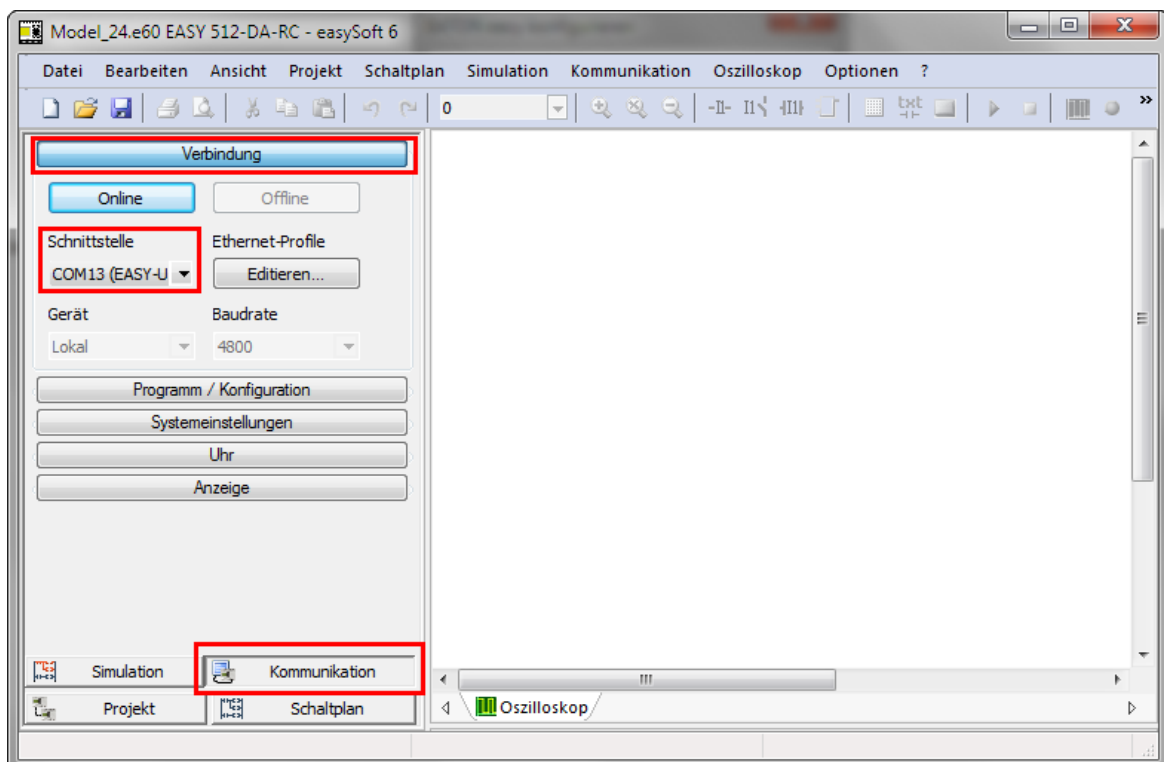 Model_24.e60 EASY 512-DA-RC - easySoft 6
Datei Bearbeiten Ansicht Projekt Schaltplan Simulation Kommunikation Oszilloskop Optionen ?
0 txt »
Verbindung
Online Offline
Schnittstelle Ethernet-Profile
COM13 (EASY-U Editieren...
Gerät Baudrate
Lokal 4800
Programm / Konfiguration
Systemeinstellungen
Uhr
Anzeige
Simulation Kommunikation
Projekt Schaltplan
Oszilloskop